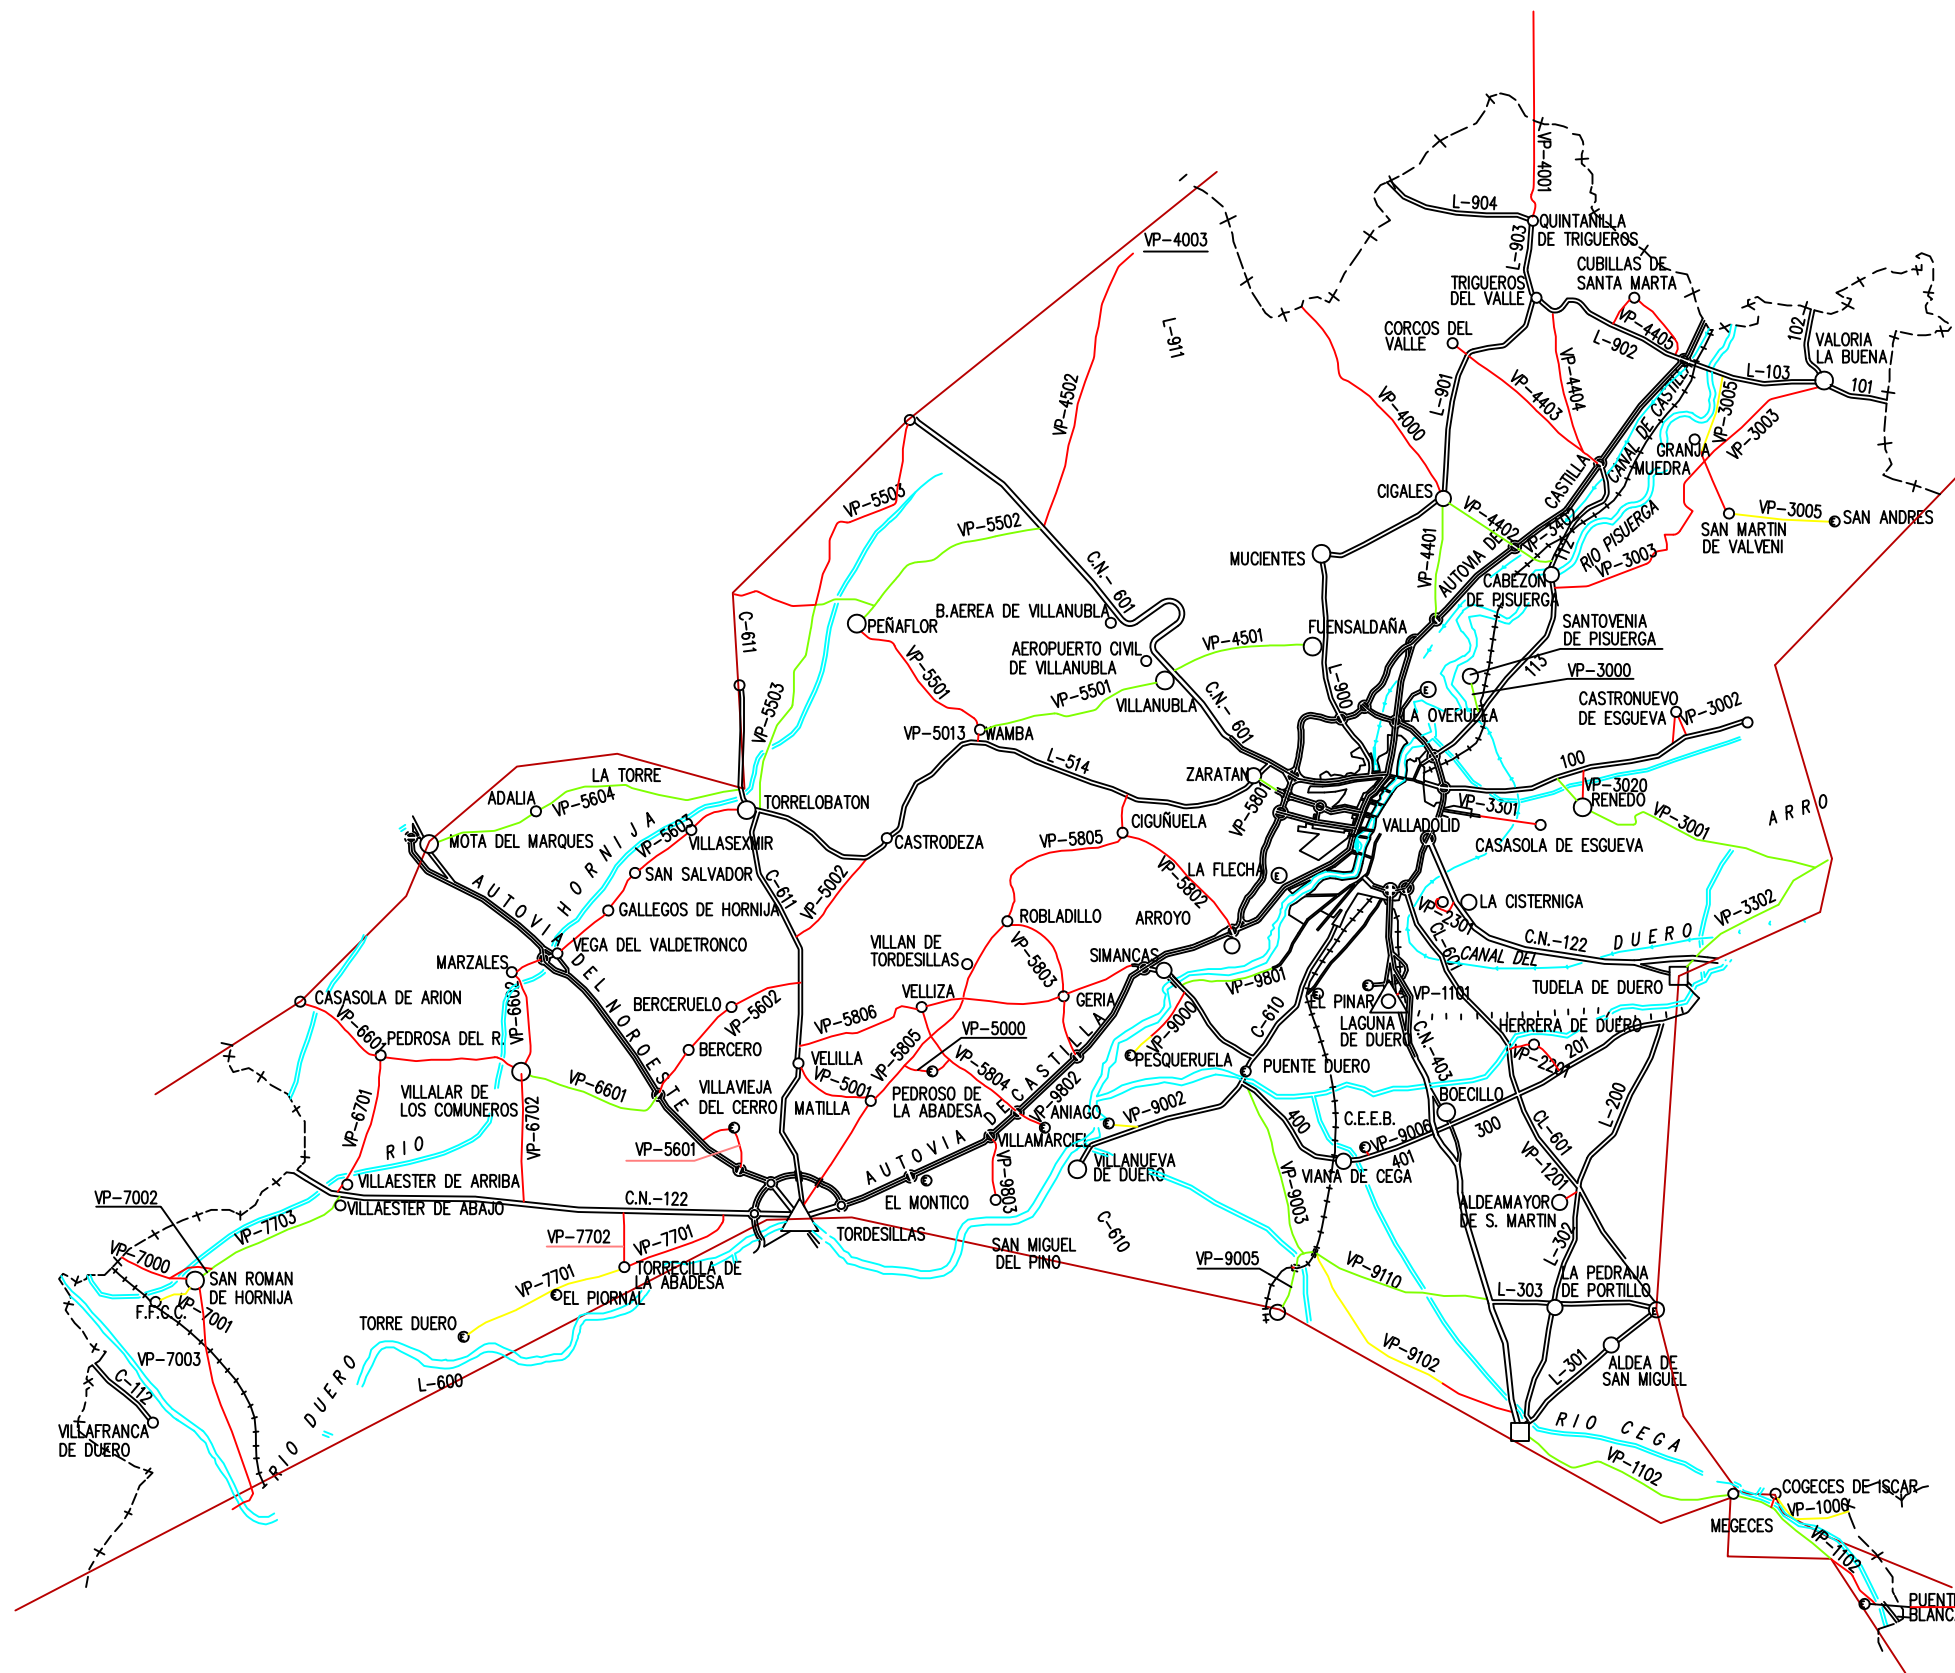 VP-4001
L-904
QUINTANILLA
DE TRIGUEROS
L-903
VP-4003
CUBILLAS DE
SANTA MARTA
TRIGUEROS
DEL VALLE
VP-4405
L-902
102
VALORIA
LA BUENA
L-103
101
L-911
CORCOS DEL
VALLE
VP-4404
VP-4403
L-901
VP-4000
VP-4502
VP-3005
VP-3003
GRANJA
MUEDRA
CANAL DE CASTILL
CASTILLA
CIGALES
VP-5503
VP-5502
VP-4402
VP-3402
VP-3005
SAN ANDRES
SAN MARTIN
DE VALVENI
RIO PISUERGA
VP-3003
112
AUTOVIA DE
VP-4401
MUCIENTES
C.N.- 601
CABEZON
DE PISUERGA
B.AEREA DE VILLANUBLA
PEÑAFLOR
C-611
FUENSALDAÑA
SANTOVENIA
DE PISUERGA
AEROPUERTO CIVIL
DE VILLANUBLA
VP-4501
VP-5501
VP-5501
VP-3000
113
L-900
VILLANUBLA
C.N.- 601
CASTRONUEVO
DE ESGUEVA
VP-3002
VP-5503
LA OVERUELA
WAMBA
VP-5013
L-514
100
LA TORRE
ZARATAN
ADALIA
VP-5604
TORRELOBATON
VP-5801
VP-3020
RENEDO
VP-3301
VP-3001
ARRO
HORNIJA
VP-5603
VILLASEXMIR
MOTA DEL MARQUES
CASTRODEZA
CIGUÑUELA
VP-5805
VALLADOLID
CASASOLA DE ESGUEVA
SAN SALVADOR
C-611
VP-5002
LA FLECHA
VP-5802
AUTOVIA
GALLEGOS DE HORNIJA
ROBLADILLO
ARROYO
VP-2301
LA CISTERNIGA
VP-3302
VEGA DEL VALDETRONCO
VILLAN DE
TORDESILLAS
VP-5803
SIMANCAS
C.N.-122
DUERO
CANAL DEL
MARZALES
DEL NOROESTE
VP-9801
CASASOLA DE ARION
VP-6602
BERCERUELO
VP-5602
VELLIZA
GERIA
EL PINAR
VP-1101
TUDELA DE DUERO
VP-5806
VP-5000
VP-9000
C-610
LAGUNA
DE DUERO
C.N.-403
HERRERA DE DUERO
VP-6601
PEDROSA DEL R.
BERCERO
VELILLA
VP-5805
VP-5804
PESQUERUELA
PUENTE DUERO
VP-2201
201
VP-6601
VP-5001
MATILLA
VILLAVIEJA
DEL CERRO
PEDROSO DE
LA ABADESA
VP-9802
ANIAGO
VP-9002
BOECILLO
L-200
VILLALAR DE
LOS COMUNEROS
VP-6701
VP-6702
VP-5601
AUTOVIA DE CASTILLA
VILLAMARCIEL
400
C.E.E.B.
VP-9006
401
300
CL-601
VP-1201
RIO
VILLAESTER DE ARRIBA
VILLAESTER DE ABAJO
VILLANUEVA
DE DUERO
VIANA DE CEGA
VP-7002
C.N.-122
EL MONTICO
VP-9803
VP-9003
ALDEAMAYOR
DE S. MARTIN
VP-7703
VP-7702
VP-7701
TORDESILLAS
C-610
L-302
VP-7000
SAN ROMAN
DE HORNIJA
VP-7701
TORRECILLA DE
LA ABADESA
SAN MIGUEL
DEL PINO
VP-9005
VP-9110
LA PEDRAJA
DE PORTILLO
F.F.C.C.
VP-7001
EL PIORNAL
L-303
TORRE DUERO
VP-7003
VP-9102
L-301
ALDEA DE
SAN MIGUEL
C-112
L-600
RIO DUERO
VILLAFRANCA
DE DUERO
RIO CEGA
VP-1102
COGECES DE ISCAR
VP-1000
MEGECES
VP-1102
PUENT
BLANC